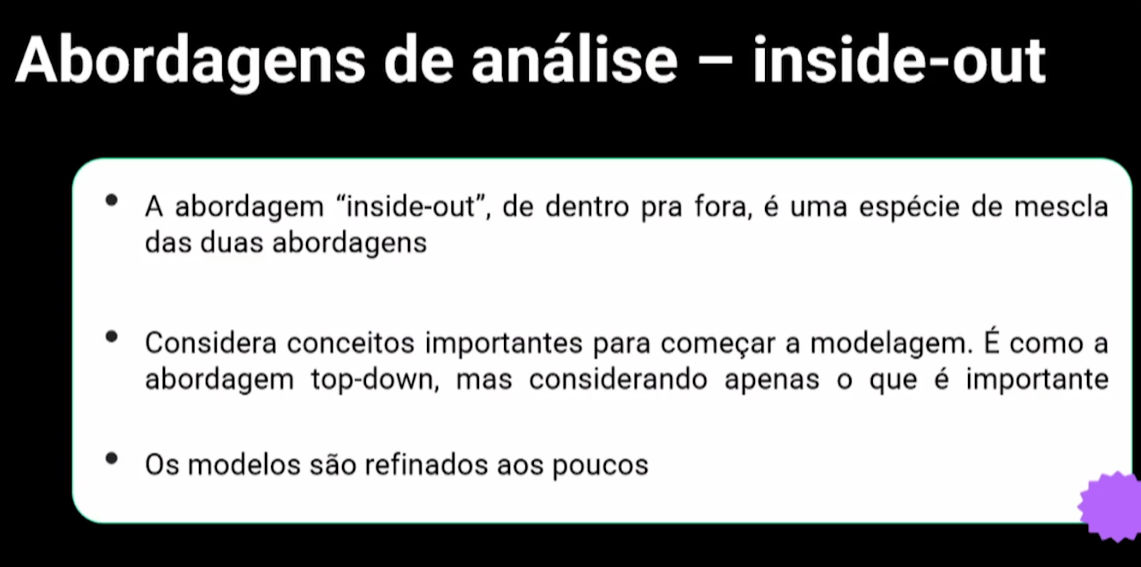 Abordagens de análise – inside-out
• A abordagem “inside-out”, de dentro pra fora, é uma espécie de mescla
das duas abordagens
• Considera conceitos importantes para começar a modelagem. É como a
abordagem top-down, mas considerando apenas o que é importante
• Os modelos são refinados aos poucos